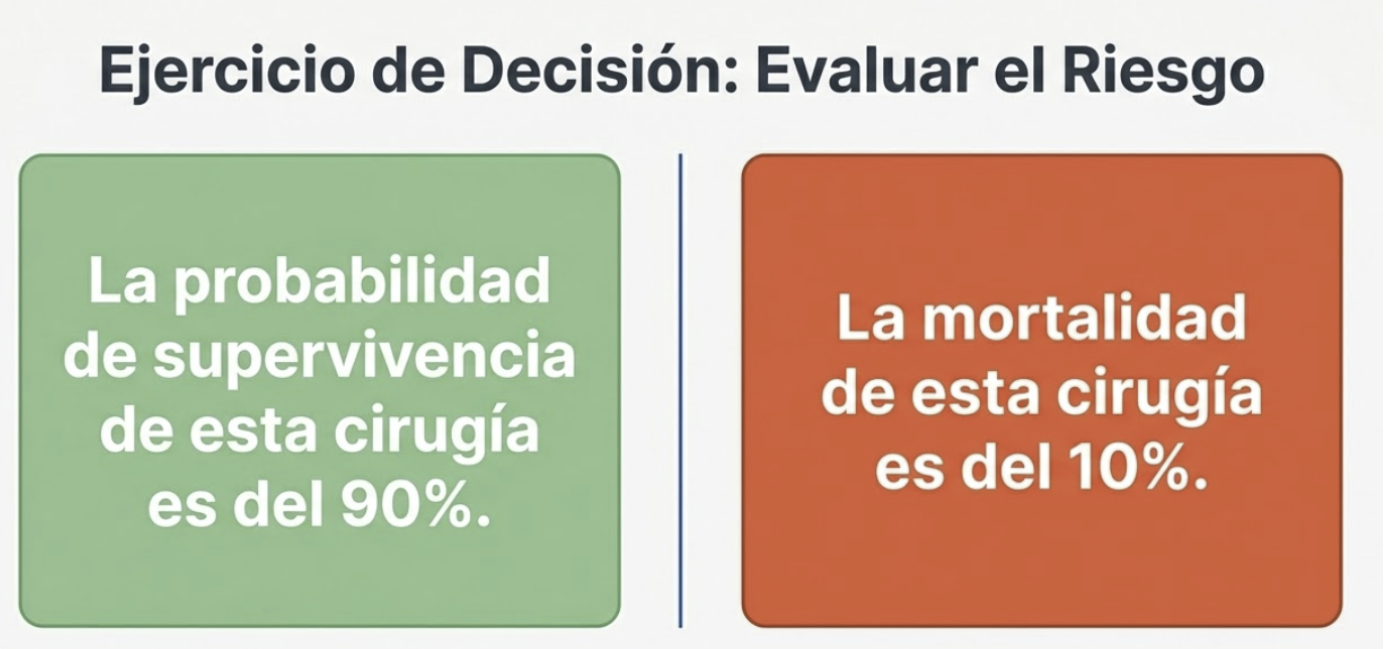 Ejercicio de Decisión: Evaluar el Riesgo
La probabilidad
de supervivencia
de esta cirugía
es del 90%.
La mortalidad
de esta cirugía
es del 10%.